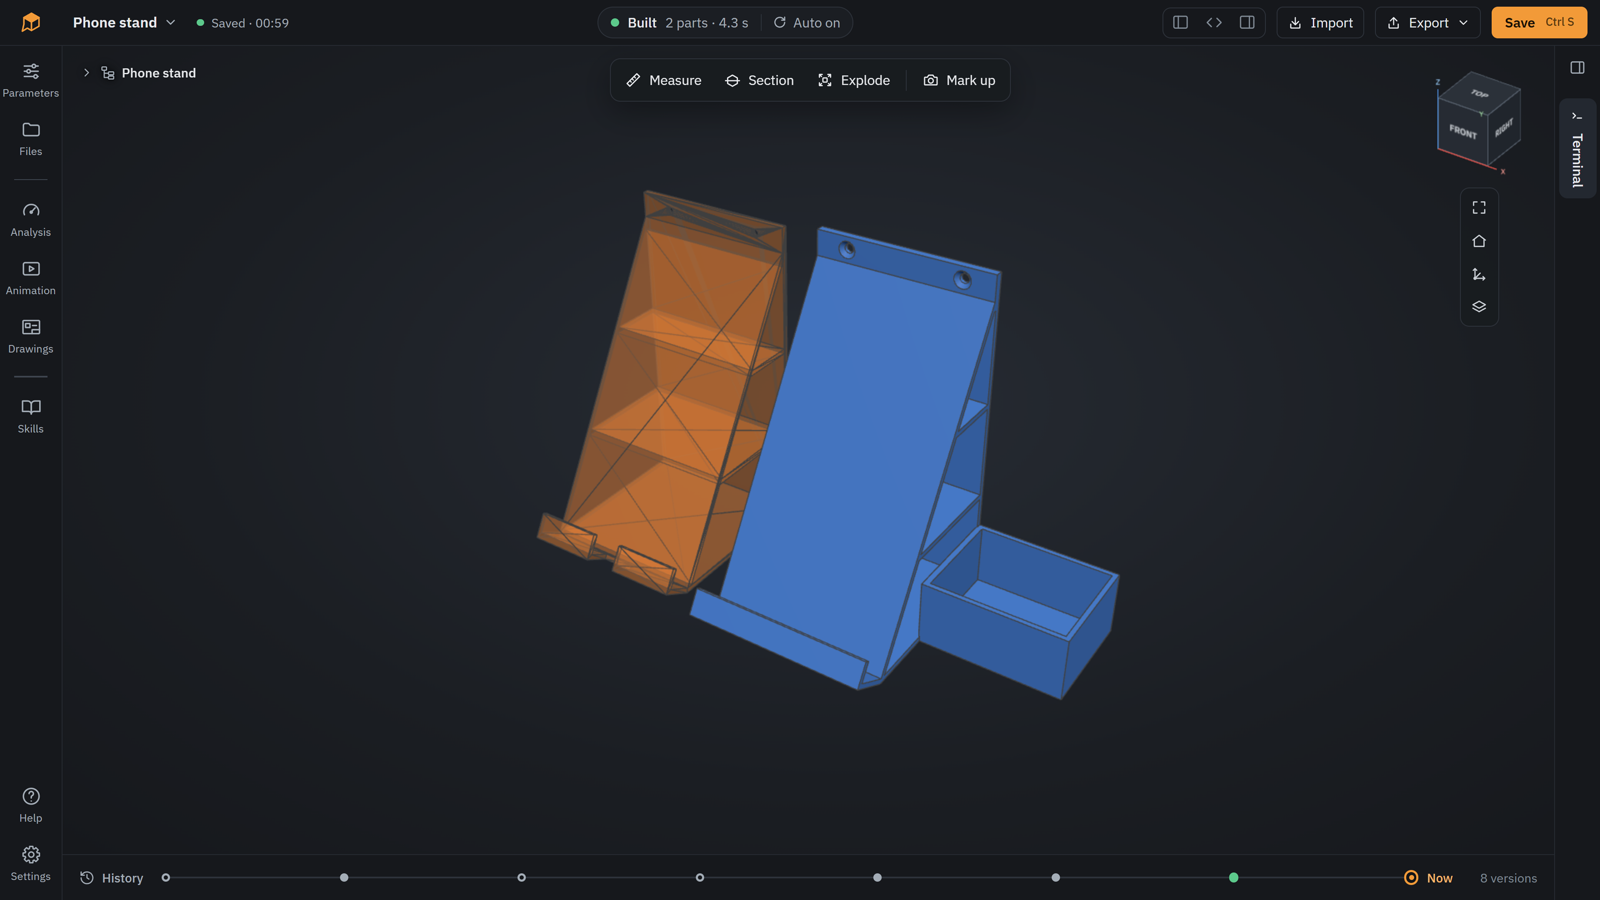 Phone stand
Saved · 00:59
Built 2 parts · 4.3 s
Auto on
Import
Export
Save Ctrl S
Parameters
Files
Analysis
Animation
Drawings
Skills
Help
Settings
Phone stand
Measure
Section
Explode
Mark up
Z
TOP
Y
FRONT
RIGHT
X
Terminal
History
Now
8 versions